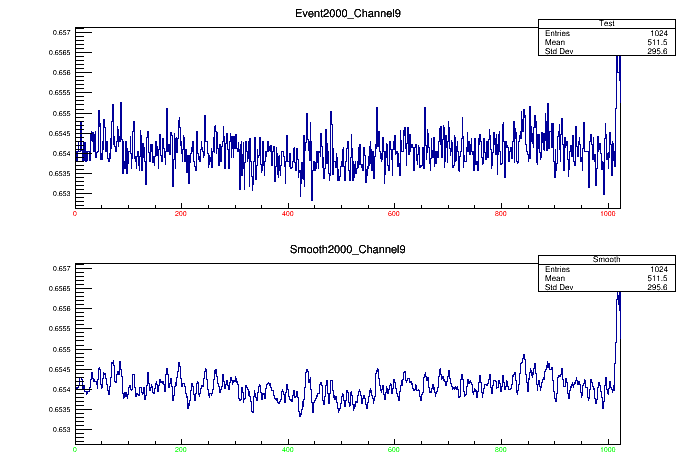 Event2000_Channel9
Test
Entries 1024
Mean 511.5
Std Dev 295.6
0.657
0.6565
0.656
0.6555
0.655
0.6545
0.654
0.6535
0.653
0 200 400 600 800 1000
Smooth2000_Channel9
Smooth
Entries 1024
Mean 511.5
Std Dev 295.6
0.657
0.6565
0.656
0.6555
0.655
0.6545
0.654
0.6535
0.653
0 200 400 600 800 1000